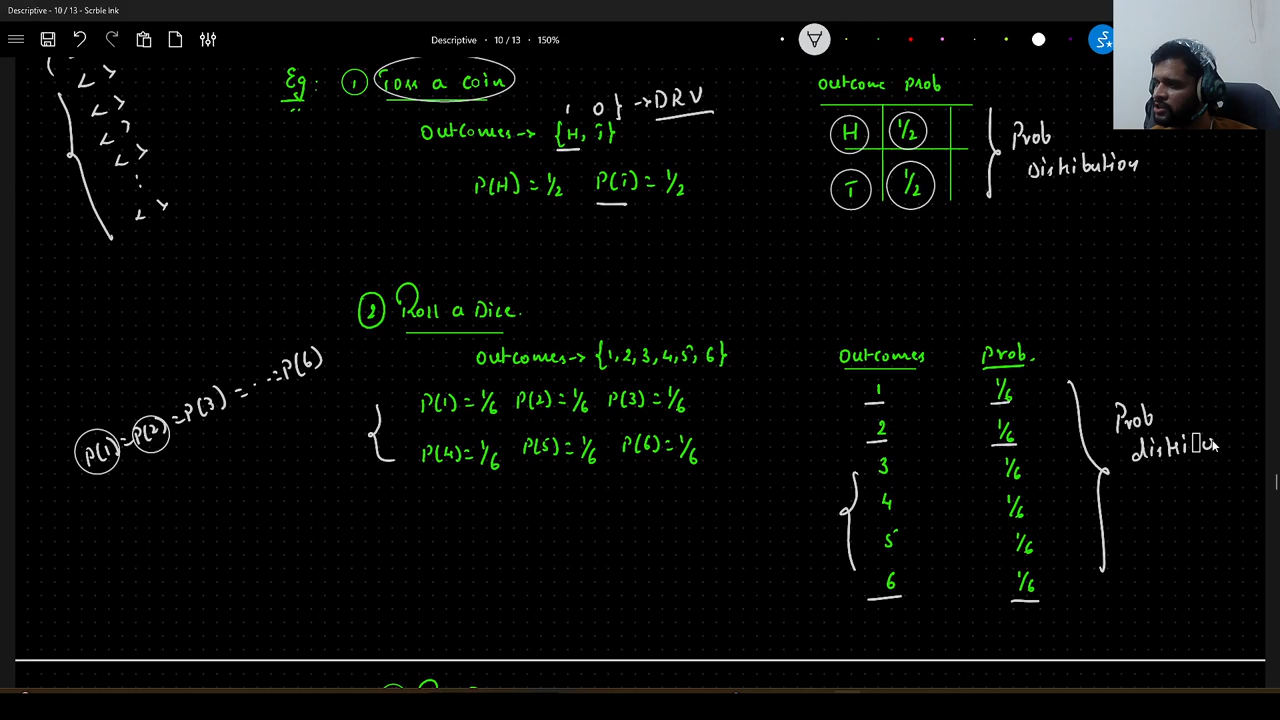 Descriptive - 10 / 13 - Scrble Ink
Descriptive • 10 / 13 • 150%
Eg: 1 Toss a coin
1 0} → DRV
Outcomes → {H, T}
P(H) = 1/2 P(T) = 1/2
Outcome Prob
H 1/2
T 1/2
Prob
Distribution
2 Roll a Dice.
Outcomes → {1, 2, 3, 4, 5, 6}
P(1) = 1/6 P(2) = 1/6 P(3) = 1/6
P(4) = 1/6 P(5) = 1/6 P(6) = 1/6
P(1) = P(2) = P(3) = ....= P(6)
Outcomes Prob.
1 1/6
2 1/6
3 1/6
4 1/6
5 1/6
6 1/6
Prob